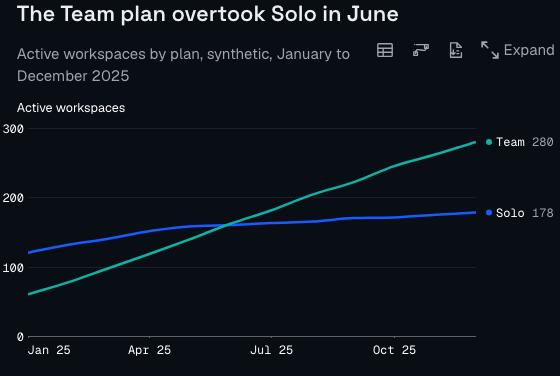 The Team plan overtook Solo in June
Active workspaces by plan, synthetic, January to
December 2025
Expand
Active workspaces
300
Team 280
200
Solo 178
100
0
Jan 25 Apr 25 Jul 25 Oct 25